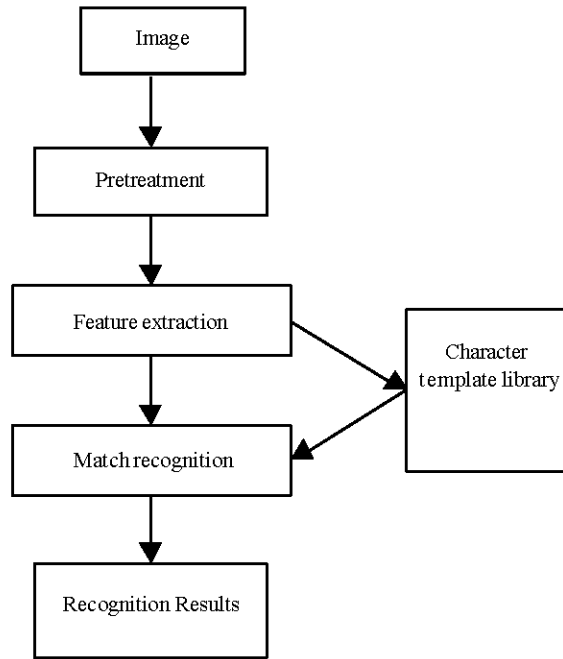 Image
Pretreatment
Feature extraction
Character
template library
Match recognition
Recognition Results